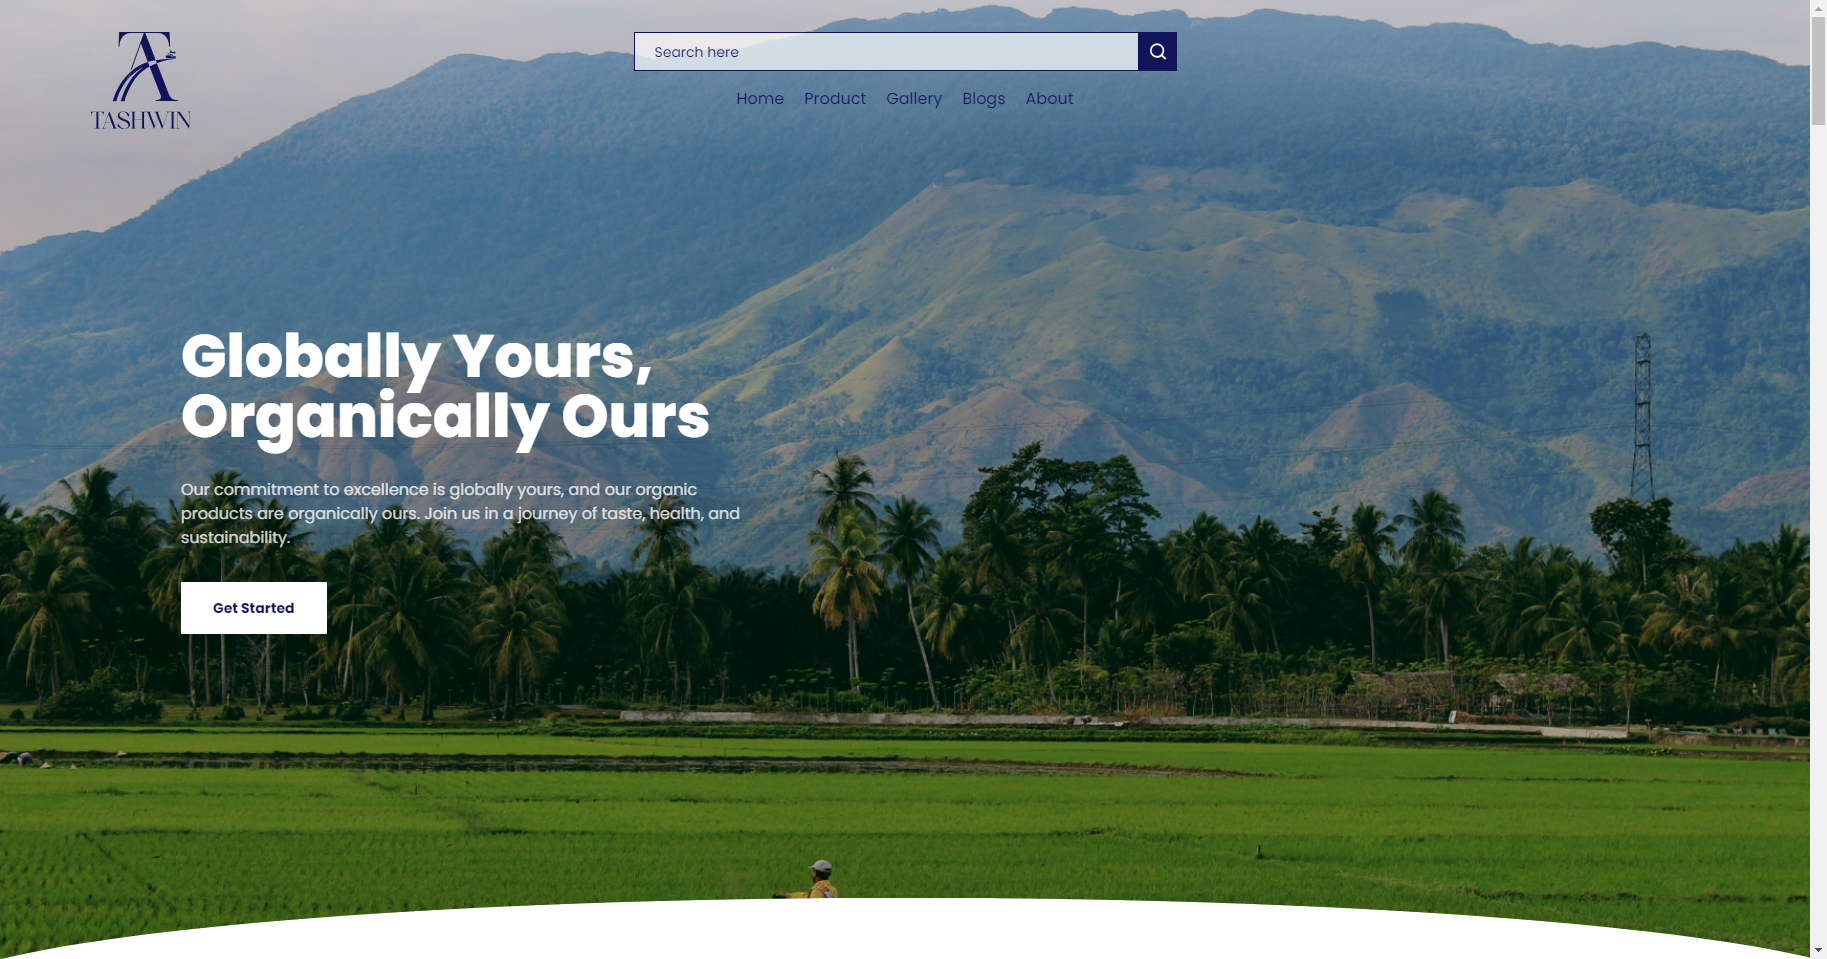 TASHWIN
Search here
Home Product Gallery Blogs About
Globally Yours,
Organically Ours
Our commitment to excellence is globally yours, and our organic
products are organically ours. Join us in a journey of taste, health, and
sustainability.
Get Started